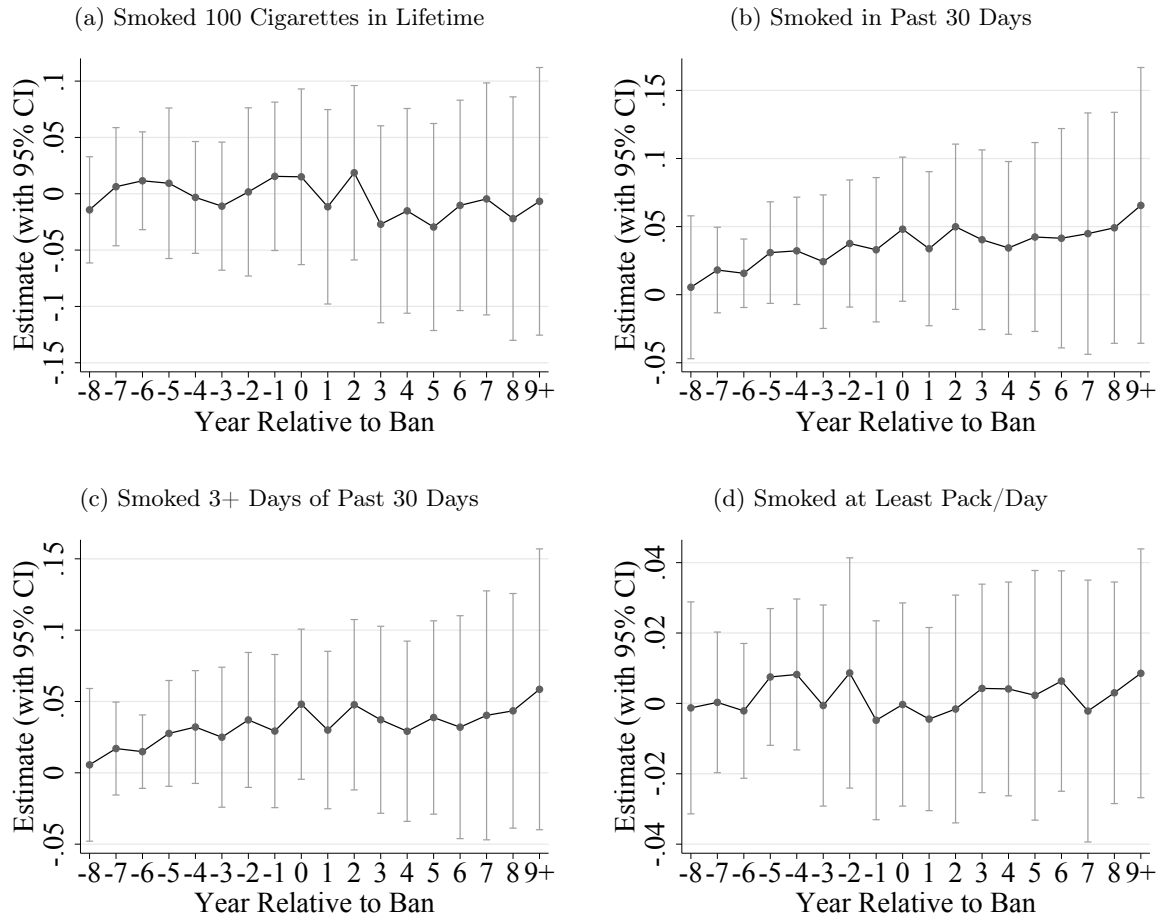 (a) Smoked 100 Cigarettes in Lifetime
Estimate (with 95% CI)
.1
.05
0
-.05
-.1
-.15
-8 -7 -6 -5 -4 -3 -2 -1 0 1 2 3 4 5 6 7 8 9+
Year Relative to Ban
(b) Smoked in Past 30 Days
Estimate (with 95% CI)
.15
.1
.05
0
-.05
-8 -7 -6 -5 -4 -3 -2 -1 0 1 2 3 4 5 6 7 8 9+
Year Relative to Ban
(c) Smoked 3+ Days of Past 30 Days
Estimate (with 95% CI)
.15
.1
.05
0
-.05
-8 -7 -6 -5 -4 -3 -2 -1 0 1 2 3 4 5 6 7 8 9+
Year Relative to Ban
(d) Smoked at Least Pack/Day
Estimate (with 95% CI)
.04
.02
0
-.02
-.04
-8 -7 -6 -5 -4 -3 -2 -1 0 1 2 3 4 5 6 7 8 9+
Year Relative to Ban